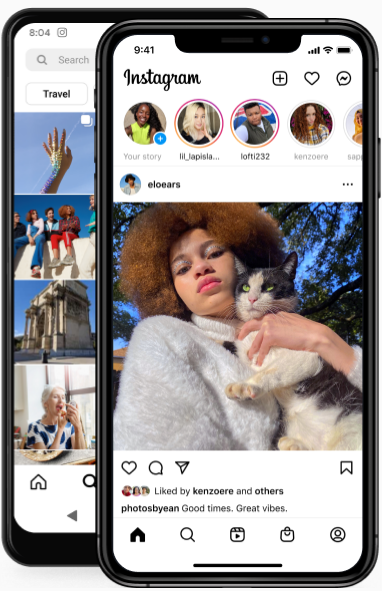 8:04
Search
Travel
9:41
Instagram
Your story
lil_lapisla...
lofti232
kenzoere
sapp
eloears
Liked by kenzoere and others
photosbyean Good times. Great vibes.